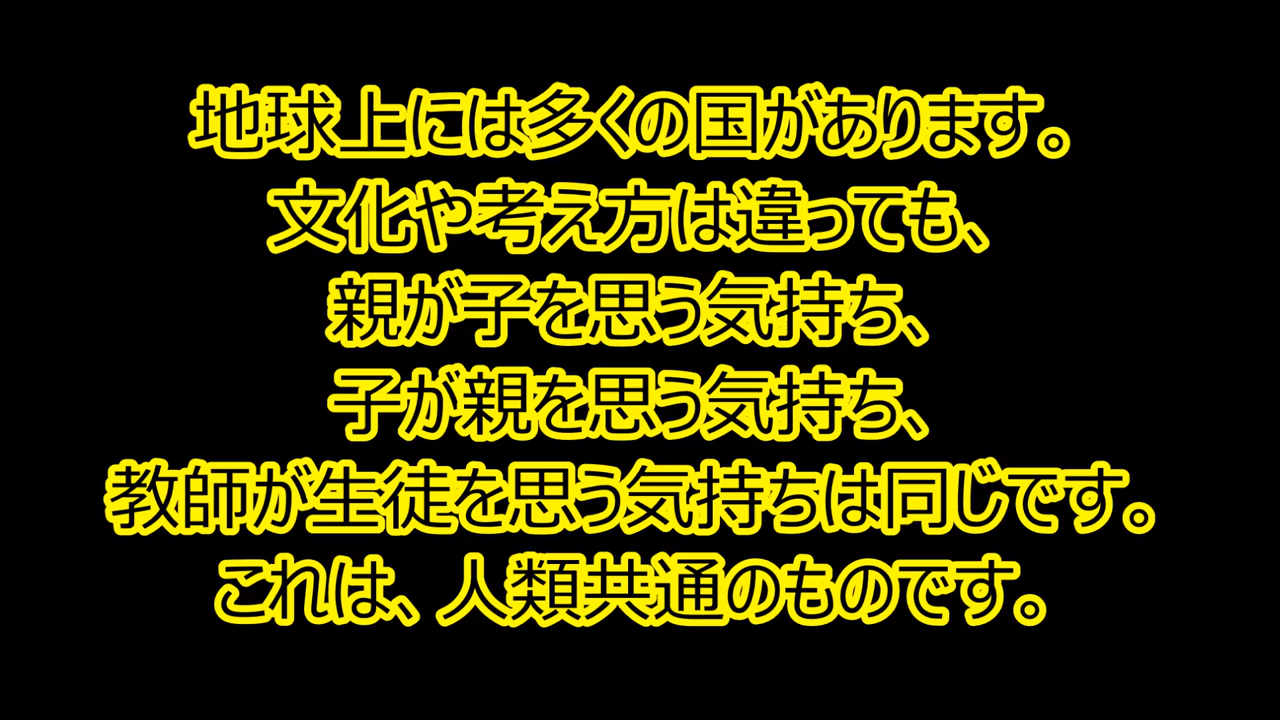 地球上には多くの国があります。
文化や考え方は違っても、
親が子を思う気持ち、
子が親を思う気持ち、
教師が生徒を思う気持ちは同じです。
これは、人類共通のものです。